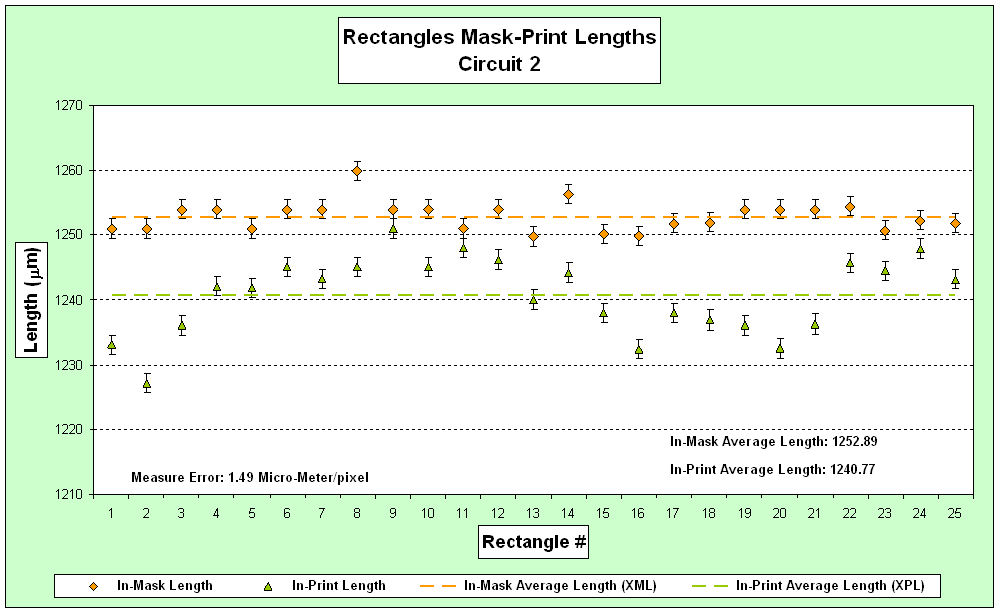 Rectangles Mask-Print Lengths
Circuit 2
Length (μm)
1270
1260
1250
1240
1230
1220
1210
In-Mask Average Length: 1252.89
In-Print Average Length: 1240.77
Measure Error: 1.49 Micro-Meter/pixel
1 2 3 4 5 6 7 8 9 10 11 12 13 14 15 16 17 18 19 20 21 22 23 24 25
Rectangle #
In-Mask Length In-Print Length In-Mask Average Length (XML) In-Print Average Length (XPL)